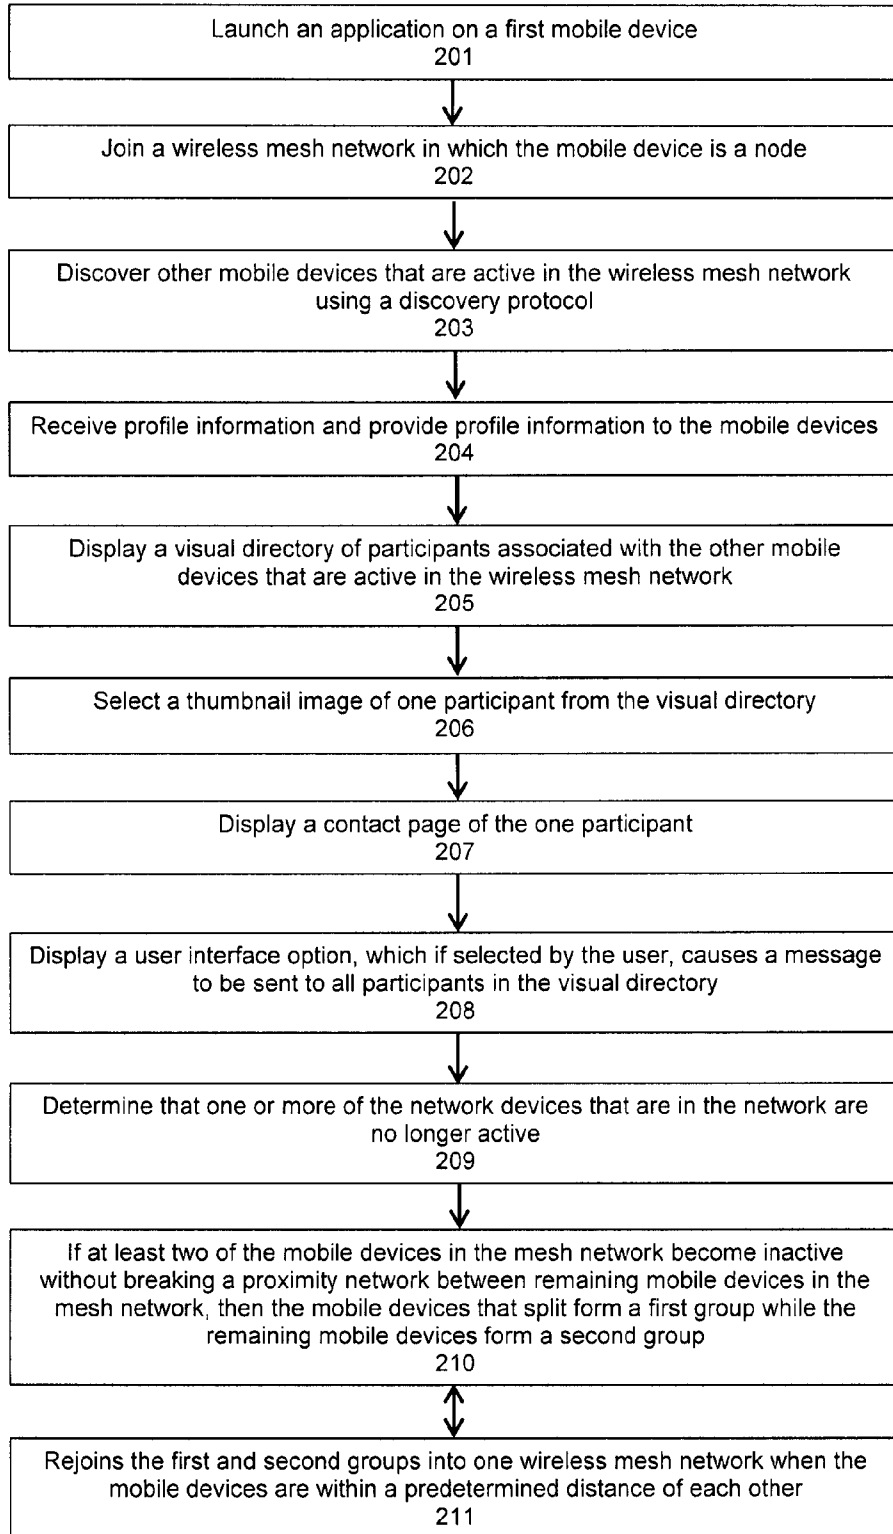 Launch an application on a first mobile device
201
Join a wireless mesh network in which the mobile device is a node
202
Discover other mobile devices that are active in the wireless mesh network
using a discovery protocol
203
Receive profile information and provide profile information to the mobile devices
204
Display a visual directory of participants associated with the other mobile
devices that are active in the wireless mesh network
205
Select a thumbnail image of one participant from the visual directory
206
Display a contact page of the one participant
207
Display a user interface option, which if selected by the user, causes a message
to be sent to all participants in the visual directory
208
Determine that one or more of the network devices that are in the network are
no longer active
209
If at least two of the mobile devices in the mesh network become inactive
without breaking a proximity network between remaining mobile devices in the
mesh network, then the mobile devices that split form a first group while the
remaining mobile devices form a second group
210
Rejoins the first and second groups into one wireless mesh network when the
mobile devices are within a predetermined distance of each other
211